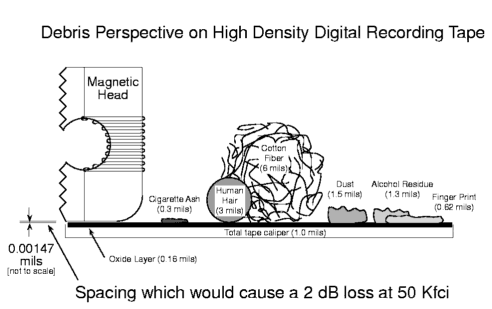 Debris Perspective on High Density Digital Recording Tape
Magnetic
Head
Cotton
Fiber
(6 mils)
Human
Hair
(3 mils)
Cigarette Ash
(0.3 mils)
Dust
(1.5 mils)
Alcohol Residue
(1.3 mils)
Finger Print
(0.62 mils)
Total tape caliper (1.0 mils)
0.00147
mils
[not to scale]
Oxide Layer (0.16 mils)
Spacing which would cause a 2 dB loss at 50 Kfci